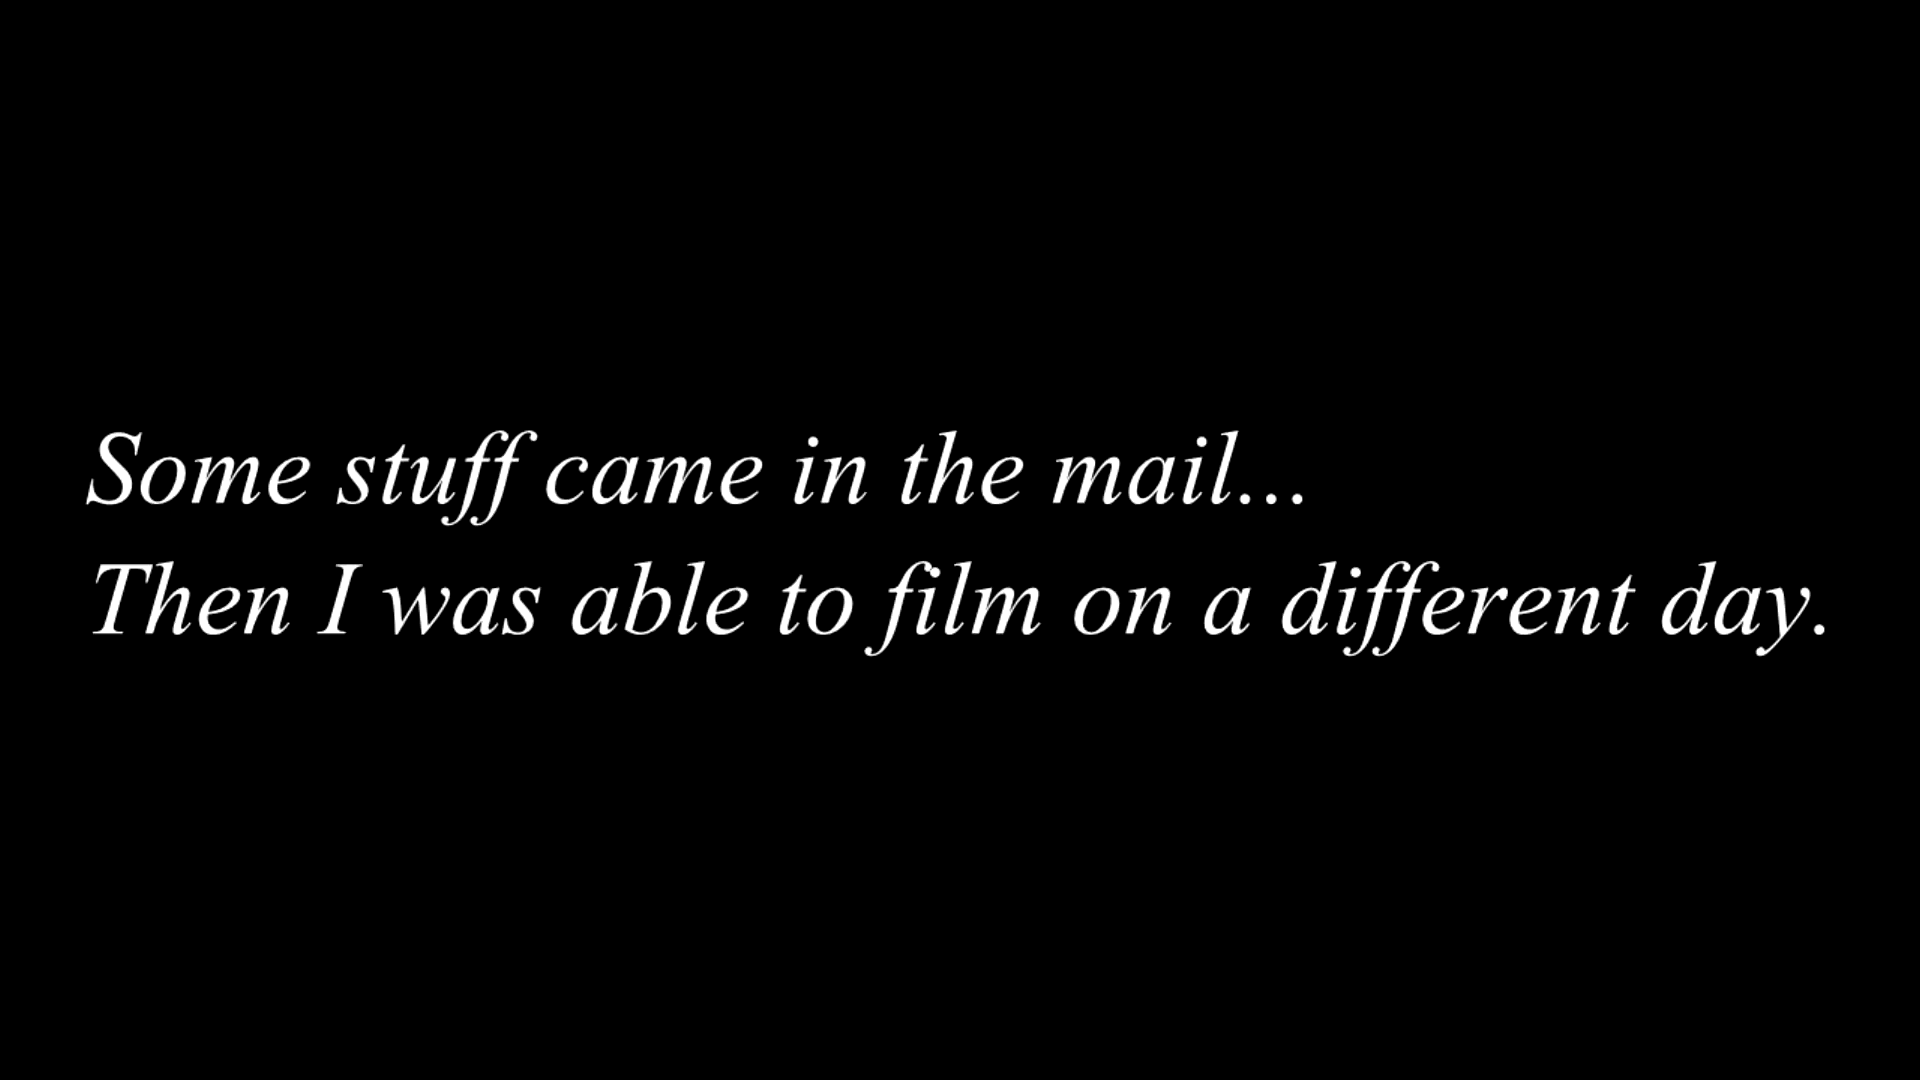 Some stuff came in the mail...
Then I was able to film on a different day.